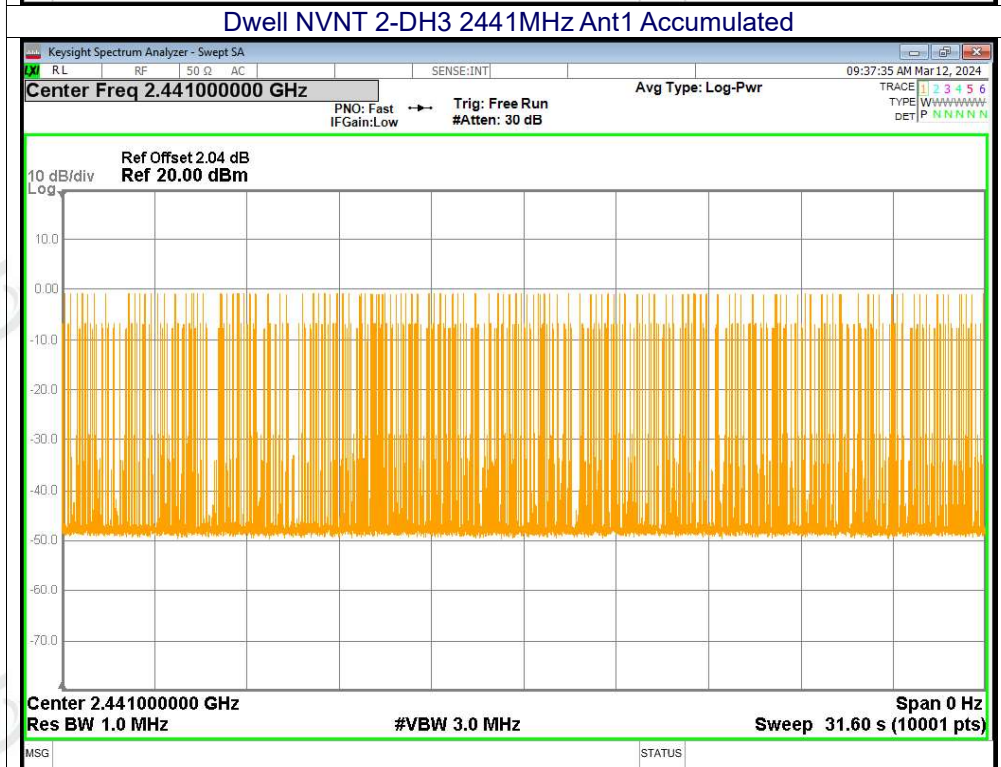 Dwell NVNT 2-DH3 2441MHz Ant1 Accumulated
Keysight Spectrum Analyzer - Swept SA
LXI RL RF 50 Ω AC SENSE:INT 09:37:35 AM Mar 12, 2024
Center Freq 2.441000000 GHz Avg Type: Log-Pwr TRACE 1 2 3 4 5 6
PNO: Fast Trig: Free Run TYPE WWWWWWW
IFGain:Low #Atten: 30 dB DET P N N N N N
Ref Offset 2.04 dB
10 dB/div Ref 20.00 dBm
Log
10.0
0.00
-10.0
-20.0
-30.0
-40.0
-50.0
-60.0
-70.0
Center 2.441000000 GHz Span 0 Hz
Res BW 1.0 MHz #VBW 3.0 MHz Sweep 31.60 s (10001 pts)
MSG STATUS